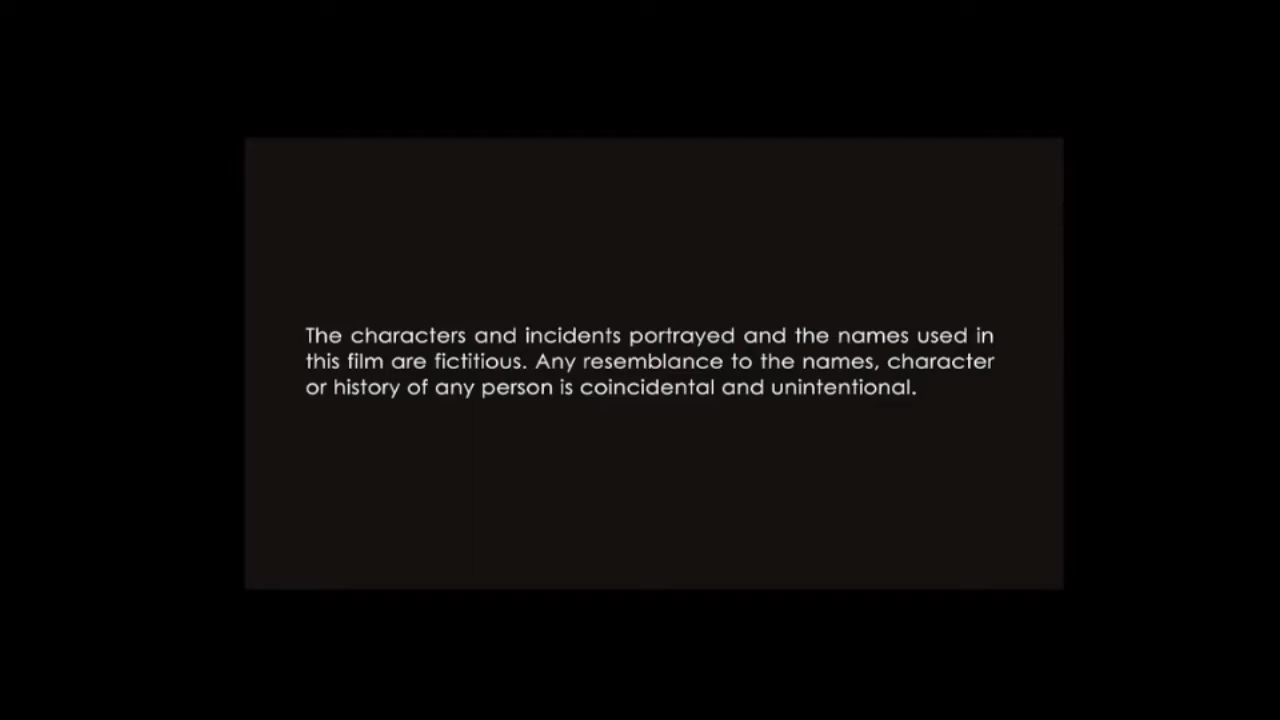 The characters and incidents portrayed and the names used in
this film are fictitious. Any resemblance to the names, character
or history of any person is coincidental and unintentional.